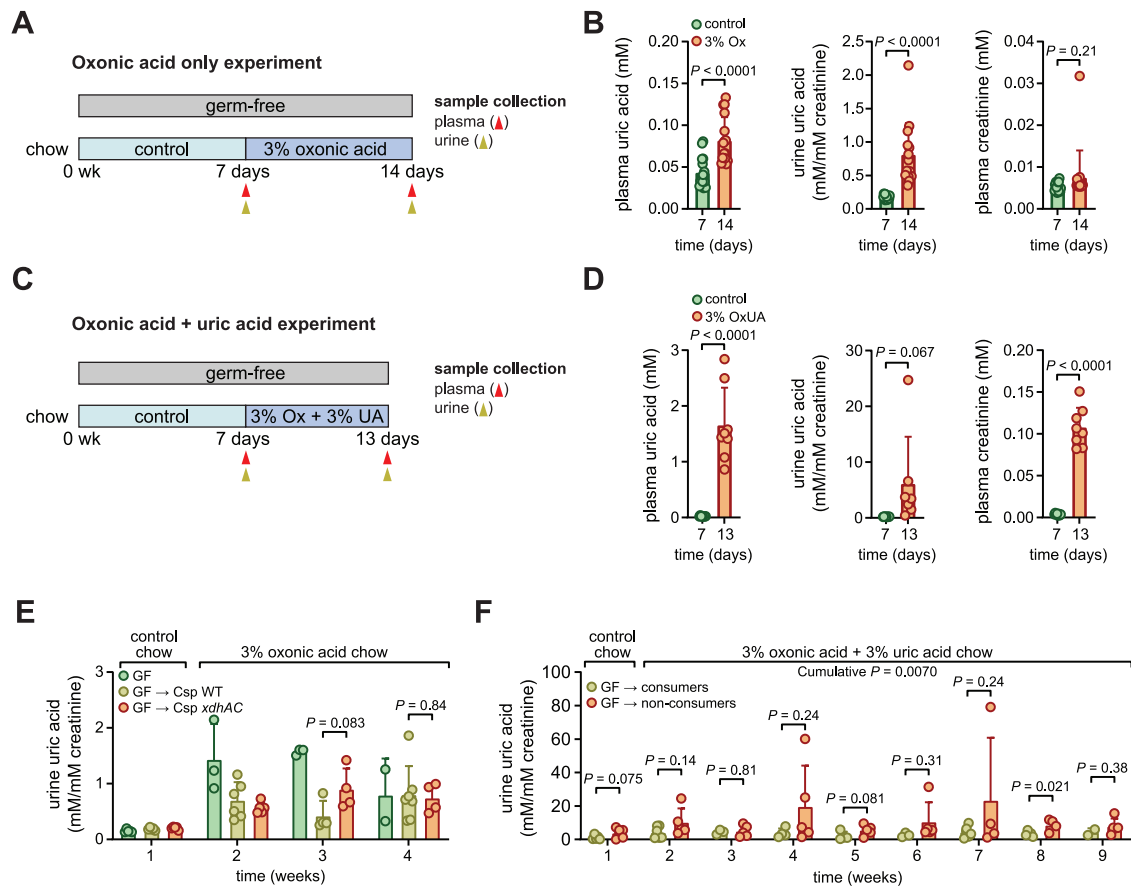 A
Oxonic acid only experiment
germ-free
chow
control
3% oxonic acid
0 wk
7 days
14 days
sample collection
plasma ( )
urine ( )
B
control
3% Ox
plasma uric acid (mM)
0.20
0.15
0.10
0.05
0.00
P < 0.0001
7
14
time (days)
urine uric acid
(mM/mM creatinine)
2.5
2.0
1.5
1.0
0.5
0.0
P < 0.0001
7
14
time (days)
plasma creatinine (mM)
0.04
0.03
0.02
0.01
0.00
P = 0.21
7
14
time (days)
C
Oxonic acid + uric acid experiment
germ-free
chow
control
3% Ox + 3% UA
0 wk
7 days
13 days
sample collection
plasma ( )
urine ( )
D
control
3% OxUA
plasma uric acid (mM)
3
2
1
0
P < 0.0001
7
13
time (days)
urine uric acid
(mM/mM creatinine)
30
20
10
0
P = 0.067
7
13
time (days)
plasma creatinine (mM)
0.20
0.15
0.10
0.05
0.00
P < 0.0001
7
13
time (days)
E
control
chow
3% oxonic acid chow
GF
GF → Csp WT
GF → Csp xdhAC
urine uric acid
(mM/mM creatinine)
3
2
1
0
P = 0.083
P = 0.84
1
2
3
4
time (weeks)
F
control
chow
3% oxonic acid + 3% uric acid chow
Cumulative P = 0.0070
GF → consumers
GF → non-consumers
urine uric acid
(mM/mM creatinine)
100
80
60
40
20
0
P = 0.075
P = 0.14
P = 0.81
P = 0.24
P = 0.081
P = 0.31
P = 0.24
P = 0.021
P = 0.38
1
2
3
4
5
6
7
8
9
time (weeks)